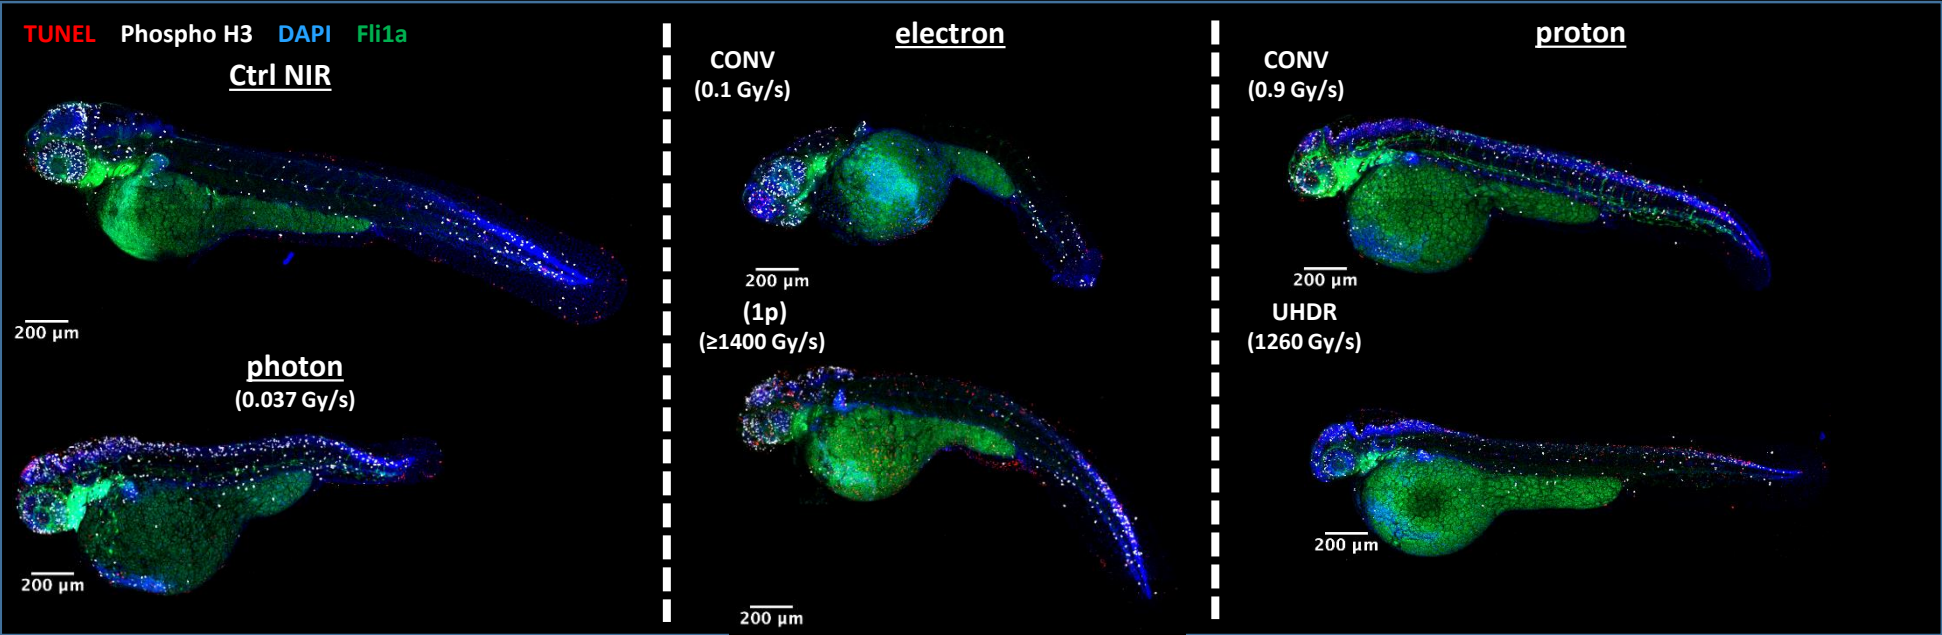 TUNEL Phospho H3 DAPI Fli1a
Ctrl NIR
200 µm
photon
(0.037 Gy/s)
200 µm
electron
CONV
(0.1 Gy/s)
200 µm
(1p)
(≥1400 Gy/s)
200 µm
proton
CONV
(0.9 Gy/s)
200 µm
UHDR
(1260 Gy/s)
200 µm